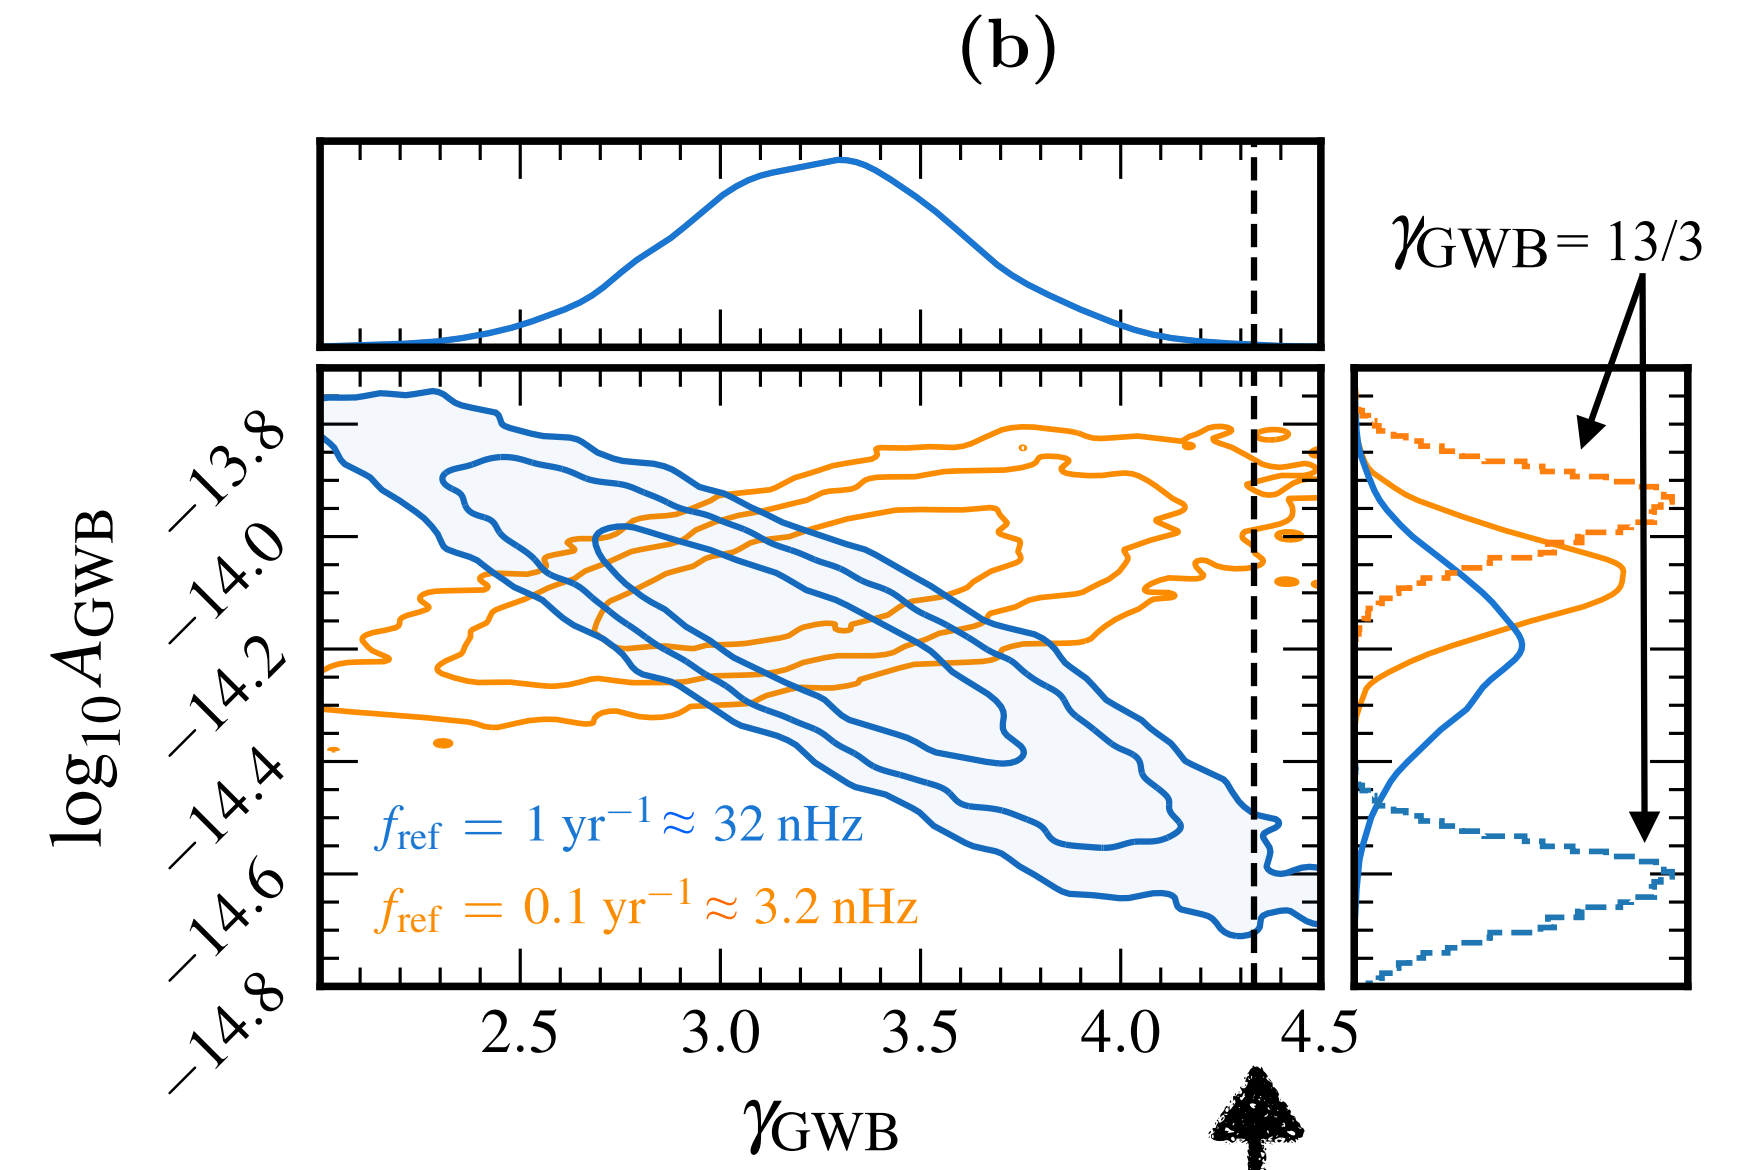 (b)
γGWB = 13/3
log10 AGWB
−13.8
−14.0
−14.2
−14.4
−14.6
−14.8
fref = 1 yr−1 ≈ 32 nHz
fref = 0.1 yr−1 ≈ 3.2 nHz
2.5 3.0 3.5 4.0 4.5
γGWB